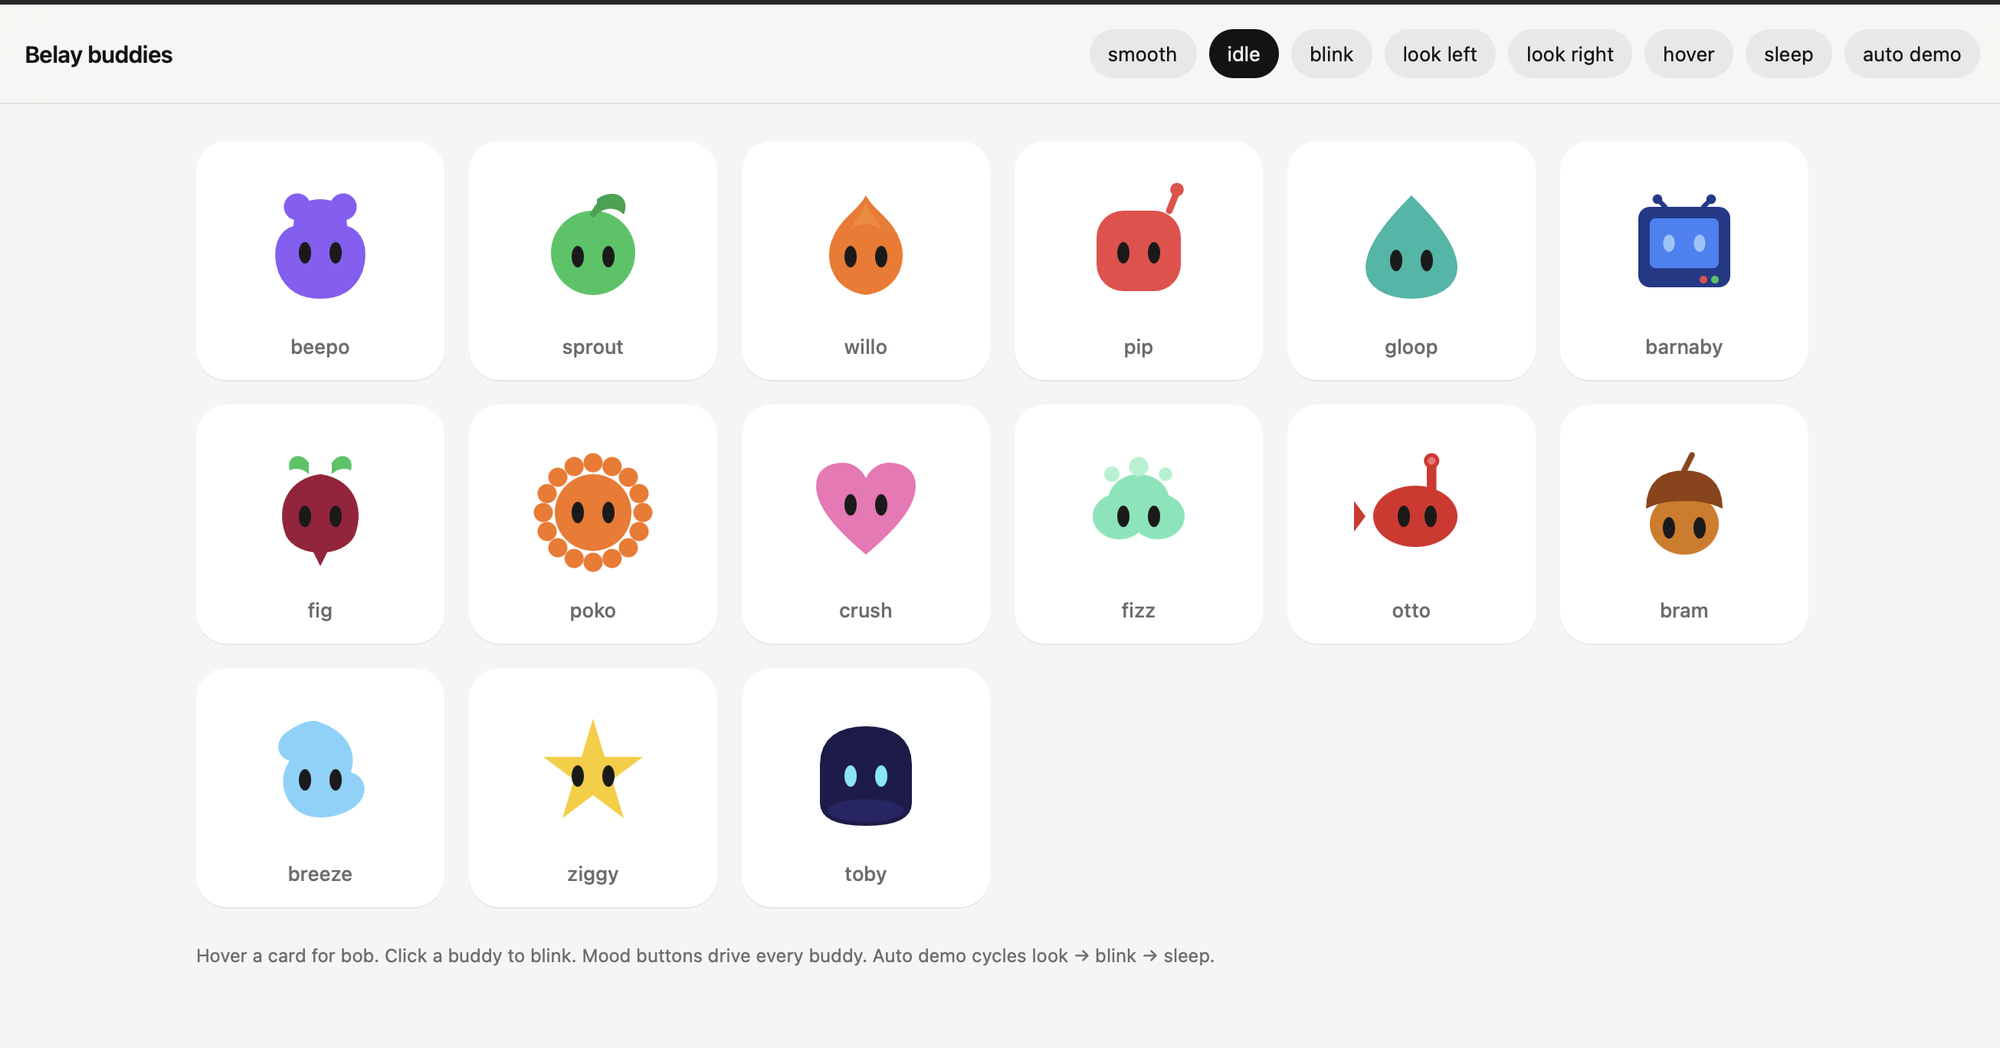 Belay buddies
smooth
idle
blink
look left
look right
hover
sleep
auto demo
beepo
sprout
willo
pip
gloop
barnaby
fig
poko
crush
fizz
otto
bram
breeze
ziggy
toby
Hover a card for bob. Click a buddy to blink. Mood buttons drive every buddy. Auto demo cycles look → blink → sleep.